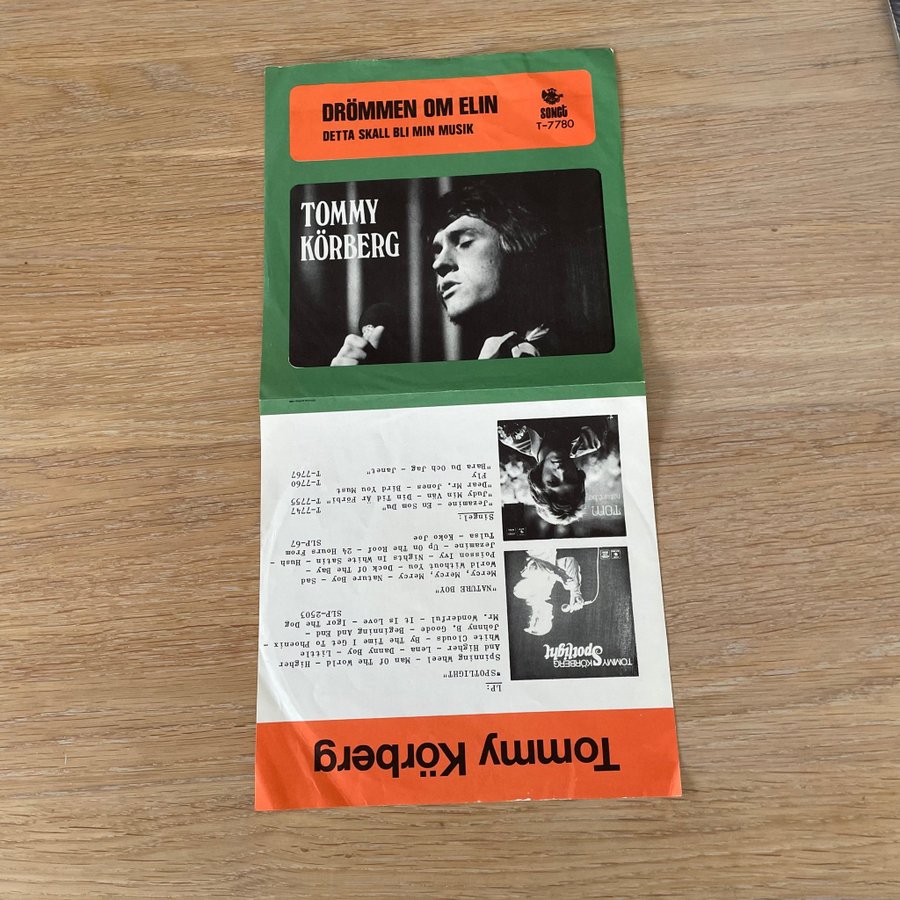 DRÖMMEN OM ELIN
DETTA SKALL BLI MIN MUSIK
SONET
T-7780
TOMMY
KÖRBERG
Tommy Körberg
TOMMY KÖRBERG
Spotlight
TOM
nature boy
LP:
"SPOTLIGHT"
Spinning Wheel - Man Of The World - Higher
And Higher - Lena - Danny Boy - Little
White Clouds - By The Time I Get To Phoenix -
Johnny B. Goode - Beginning And End -
Mr. Wonderful - It Is Love - Igor The Dog
SLP-2503
"NATURE BOY"
Mercy, Mercy, Mercy - Nature Boy - Sad
World Without You - Dock Of The Bay -
Poisson Ivy - Nights In White Satin - Hush -
Jezamine - Up On The Roof - 24 Hours From
Tulsa - Koko Joe SLP-67
Singel:
"Jezamine - En Som Du" T-7747
"Judy Min Vän - Din Tid Är Förbi" T-7755
"Dear Mr. Jones - Bird You Must
Fly T-7760
"Bara Du Och Jag - Janet" T-7767